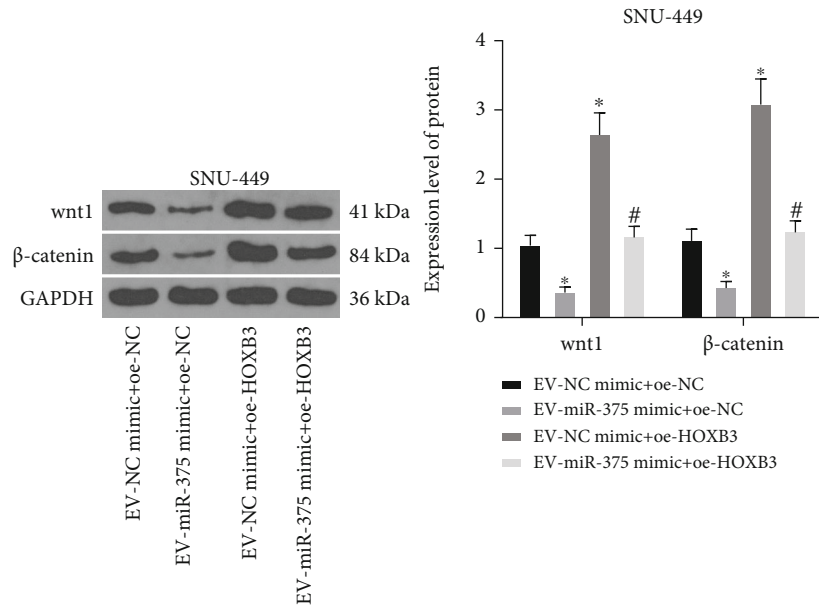 SNU-449
wnt1
41 kDa
β-catenin
84 kDa
GAPDH
36 kDa
EV-NC mimic+oe-NC
EV-miR-375 mimic+oe-NC
EV-NC mimic+oe-HOXB3
EV-miR-375 mimic+oe-HOXB3
SNU-449
Expression level of protein
4
3
2
1
0
*
*
#
*
*
#
wnt1
β-catenin
EV-NC mimic+oe-NC
EV-miR-375 mimic+oe-NC
EV-NC mimic+oe-HOXB3
EV-miR-375 mimic+oe-HOXB3